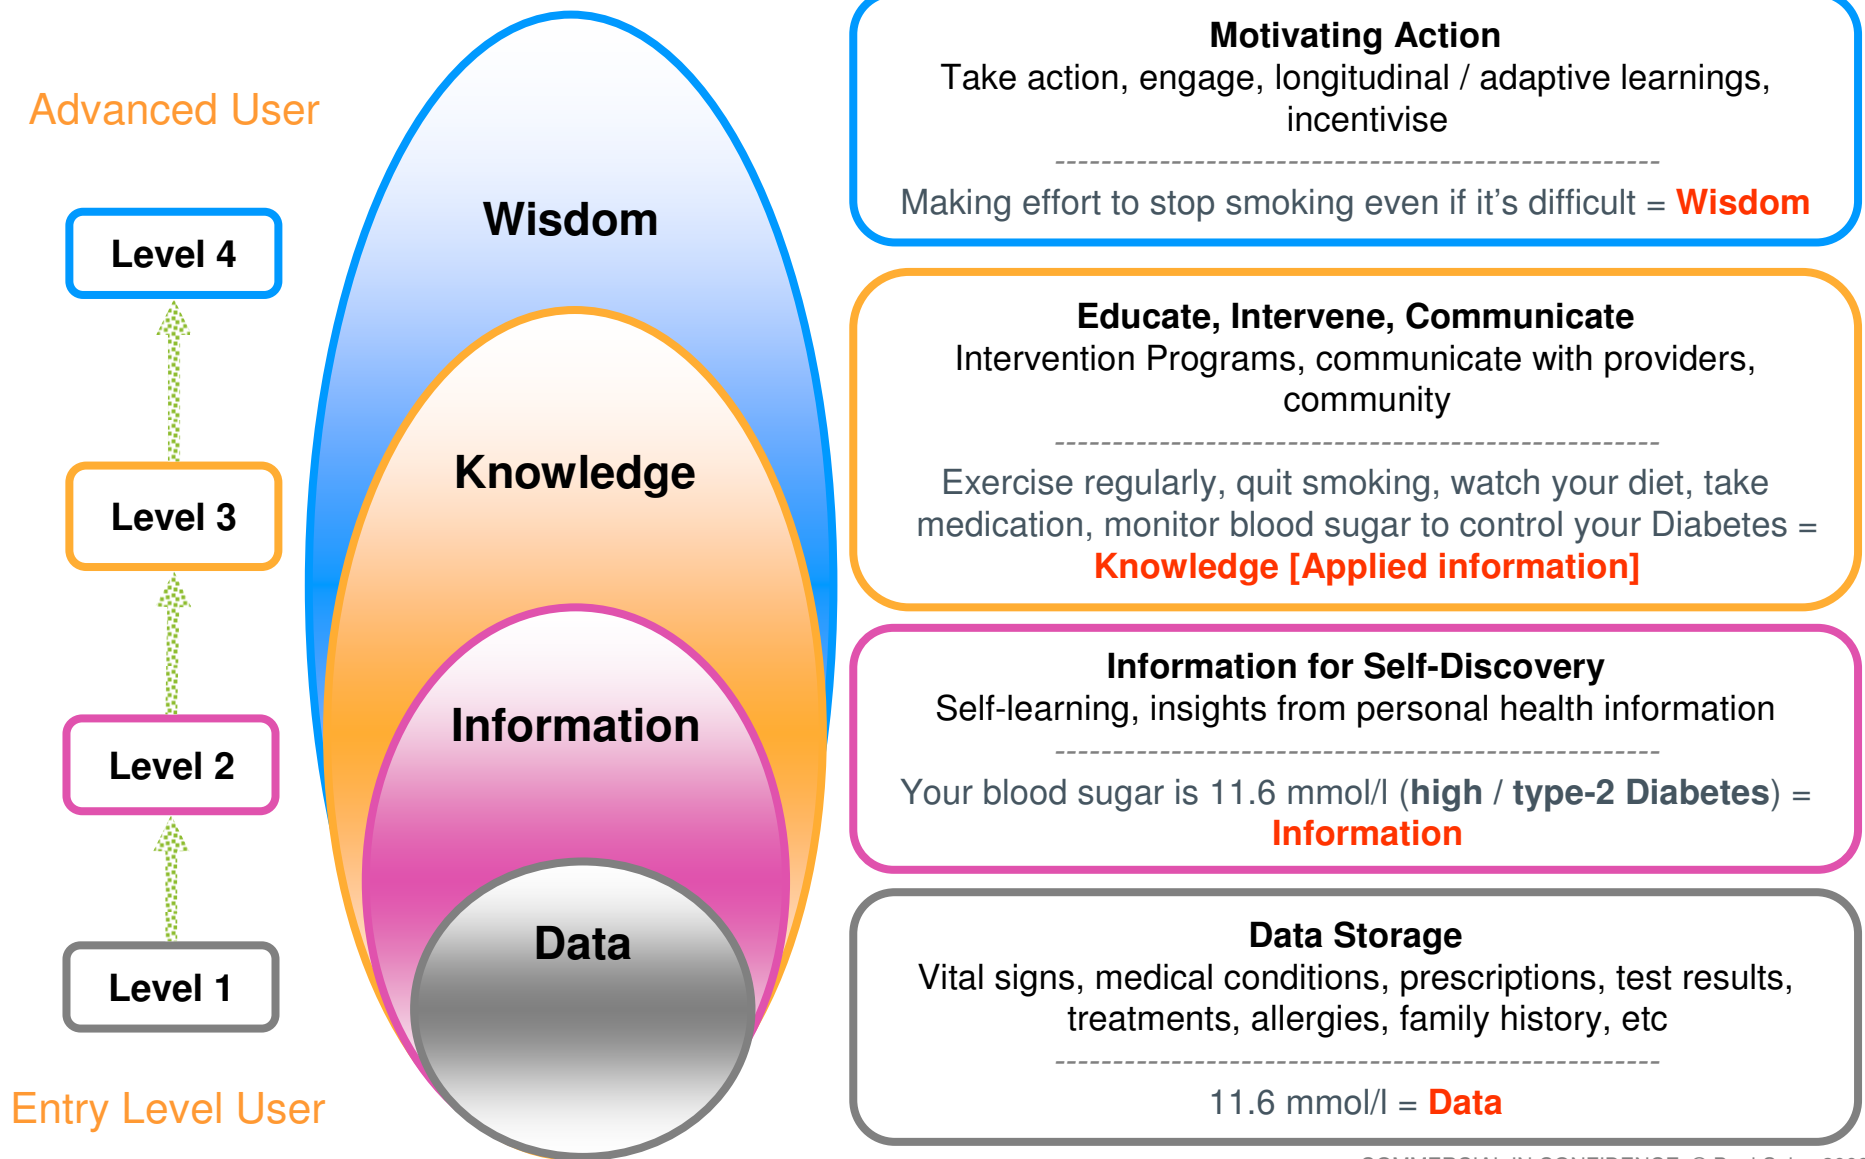 Advanced User
Level 4
Level 3
Level 2
Level 1
Entry Level User
Wisdom
Knowledge
Information
Data
Motivating Action
Take action, engage, longitudinal / adaptive learnings,
incentivise
Making effort to stop smoking even if it's difficult = Wisdom
Educate, Intervene, Communicate
Intervention Programs, communicate with providers,
community
Exercise regularly, quit smoking, watch your diet, take
medication, monitor blood sugar to control your Diabetes =
Knowledge [Applied information]
Information for Self-Discovery
Self-learning, insights from personal health information
Your blood sugar is 11.6 mmol/l (high / type-2 Diabetes) =
Information
Data Storage
Vital signs, medical conditions, prescriptions, test results,
treatments, allergies, family history, etc
11.6 mmol/l = Data